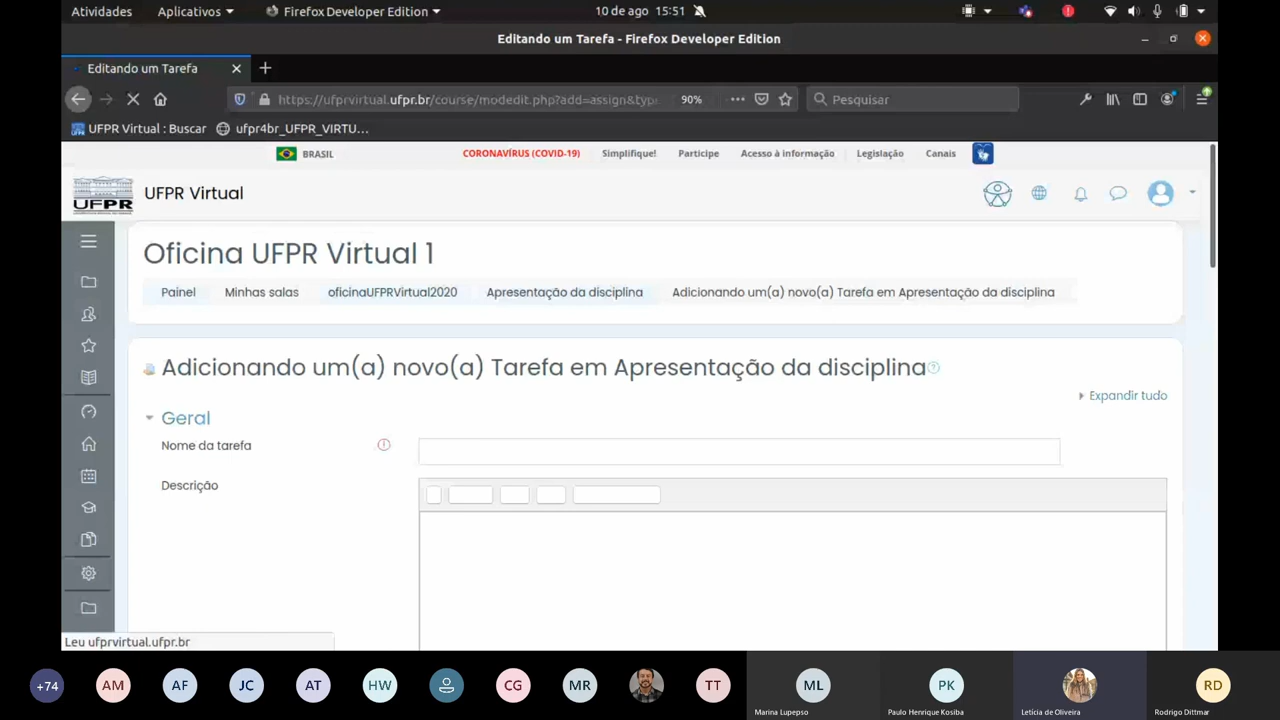 Atividades Aplicativos Firefox Developer Edition 10 de ago 15:51
Editando um Tarefa - Firefox Developer Edition
Editando um Tarefa
https://ufprvirtual.ufpr.br/course/modedit.php?add=assign&typ 90% Pesquisar
UFPR Virtual : Buscar ufpr4br_UFPR_VIRTU...
BRASIL CORONAVÍRUS (COVID-19) Simplifique! Participe Acesso à informação Legislação Canais
UFPR UFPR Virtual
Oficina UFPR Virtual 1
Painel Minhas salas oficinaUFPRVirtual2020 Apresentação da disciplina Adicionando um(a) novo(a) Tarefa em Apresentação da disciplina
Adicionando um(a) novo(a) Tarefa em Apresentação da disciplina
Expandir tudo
Geral
Nome da tarefa
Descrição
Leu ufprvirtual.ufpr.br
+74 AM AF JC AT HW CG MR TT ML PK RD
Marina Lupepso Paulo Henrique Kosiba Letícia de Oliveira Rodrigo Dittmar